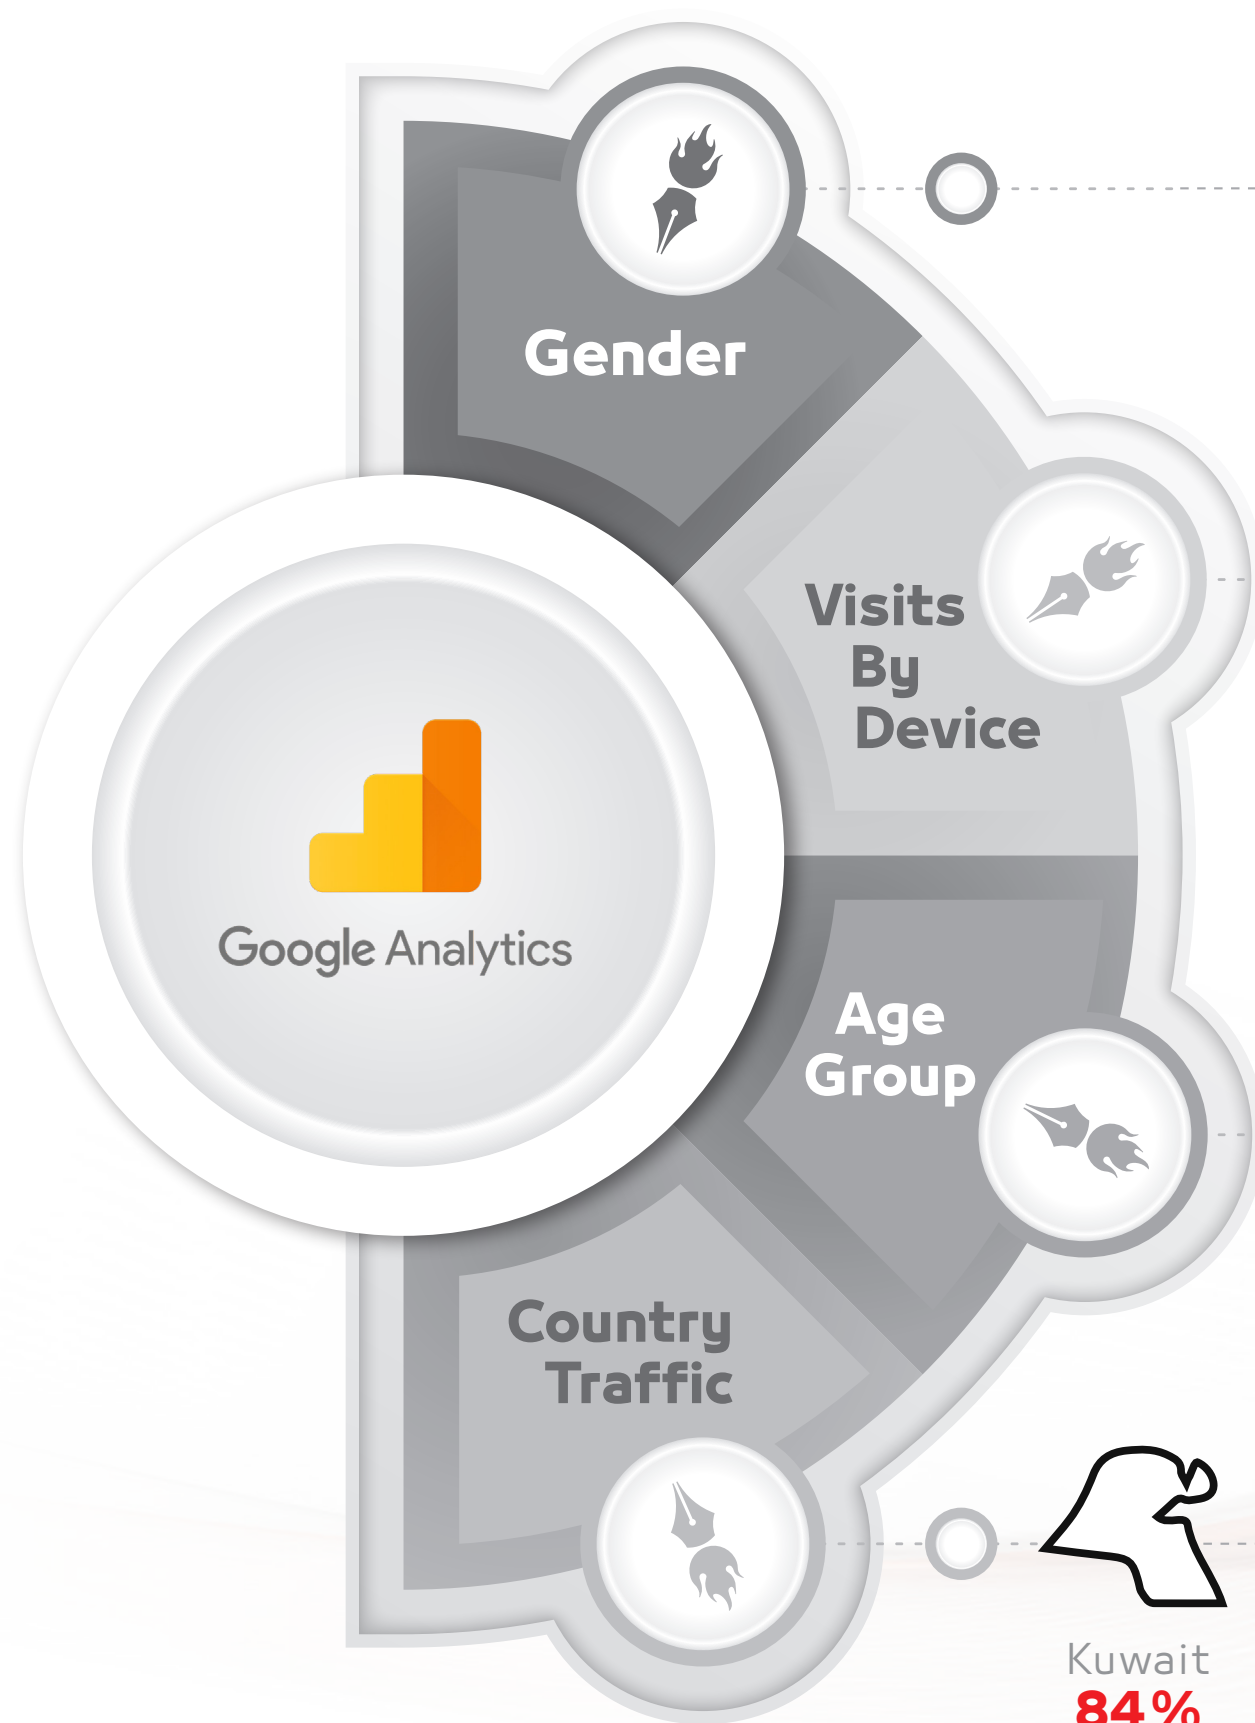 Gender
Visits
By
Device
Google Analytics
Age
Group
Country
Traffic
Kuwait
84%